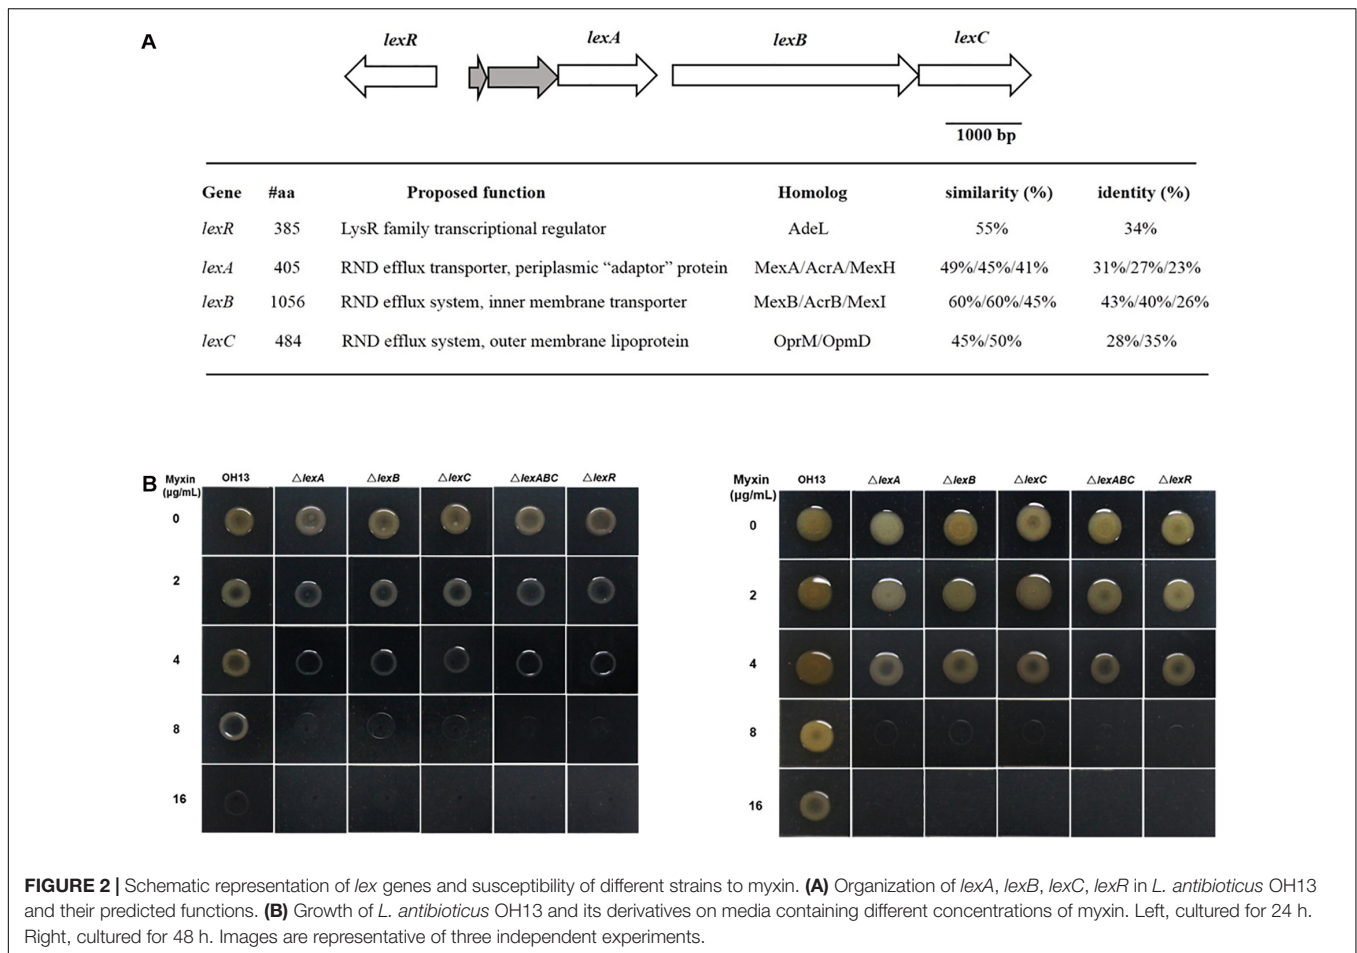 A
lexR
lexA
lexB
lexC
1000 bp
Gene #aa Proposed function Homolog similarity (%) identity (%)
lexR 385 LysR family transcriptional regulator AdeL 55% 34%
lexA 405 RND efflux transporter, periplasmic “adaptor” protein MexA/AcrA/MexH 49%/45%/41% 31%/27%/23%
lexB 1056 RND efflux system, inner membrane transporter MexB/AcrB/MexI 60%/60%/45% 43%/40%/26%
lexC 484 RND efflux system, outer membrane lipoprotein OprM/OpmD 45%/50% 28%/35%
B
Myxin
(µg/mL)
OH13 △lexA △lexB △lexC △lexABC △lexR
0
2
4
8
16
Myxin
(µg/mL)
OH13 △lexA △lexB △lexC △lexABC △lexR
0
2
4
8
16
FIGURE 2 | Schematic representation of lex genes and susceptibility of different strains to myxin. (A) Organization of lexA, lexB, lexC, lexR in L. antibioticus OH13
and their predicted functions. (B) Growth of L. antibioticus OH13 and its derivatives on media containing different concentrations of myxin. Left, cultured for 24 h.
Right, cultured for 48 h. Images are representative of three independent experiments.